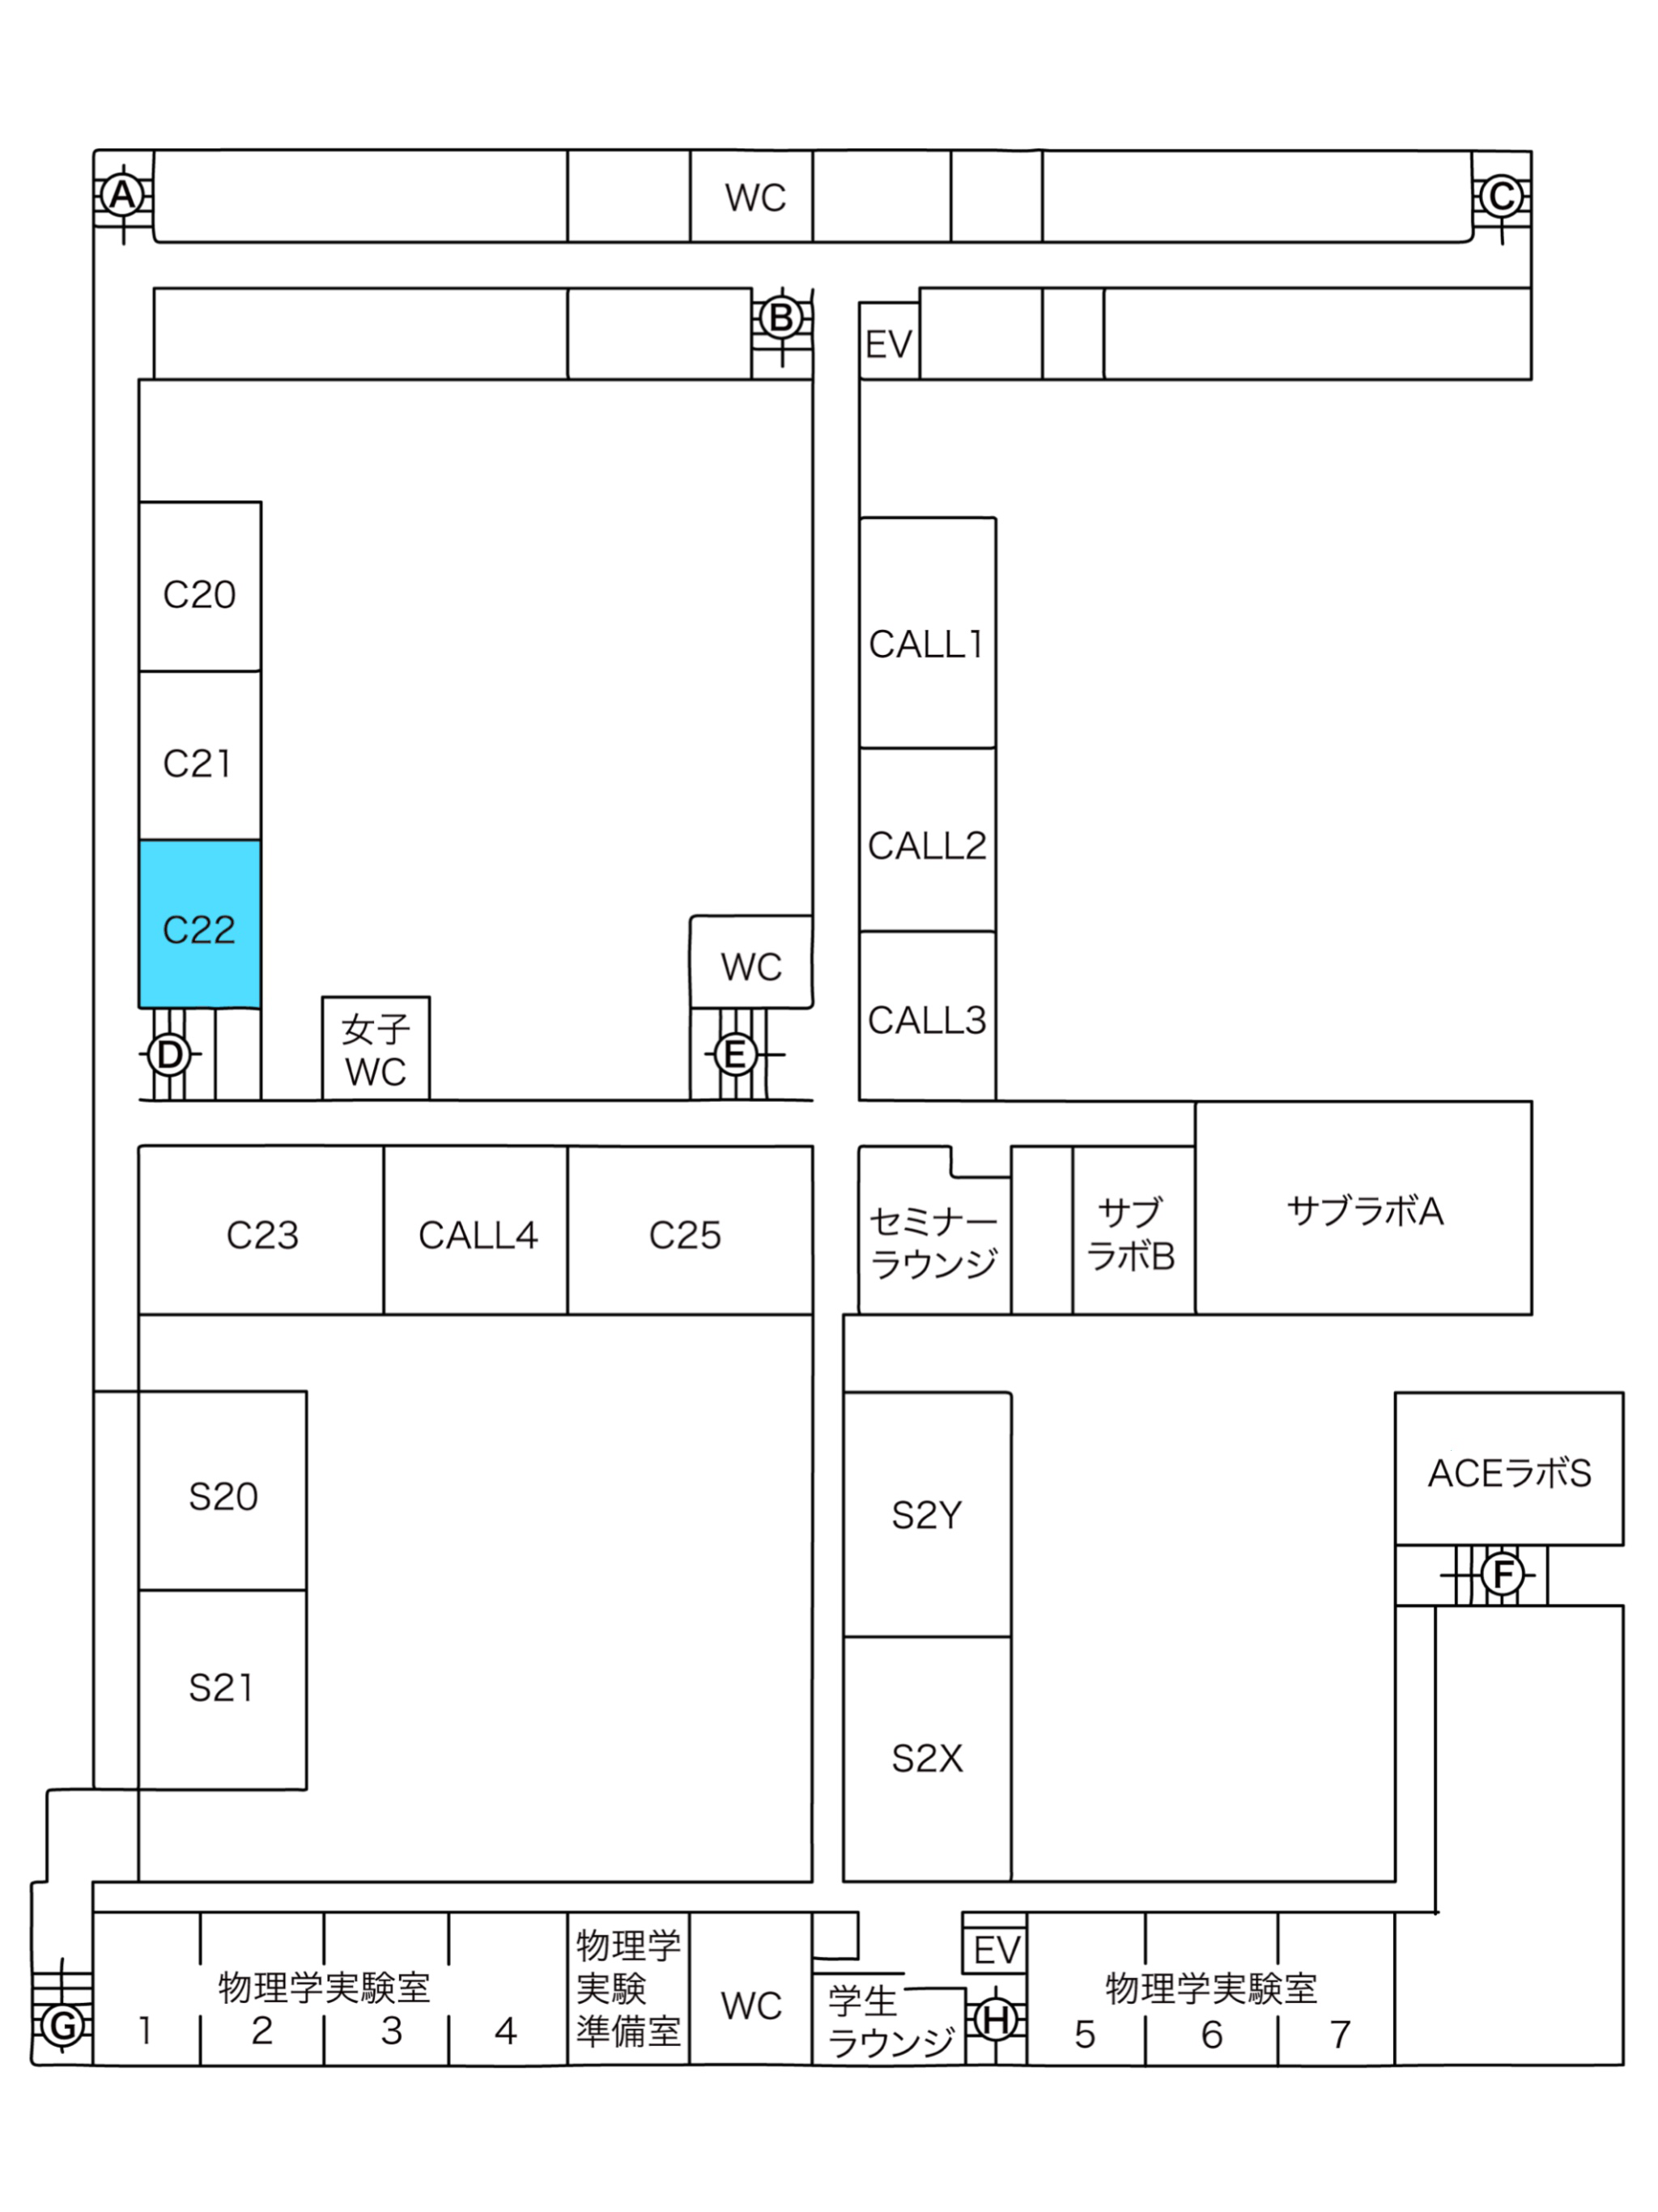 A
WC
C
B
EV
C20
CALL1
C21
CALL2
C22
WC
CALL3
D
女子
WC
E
C23
CALL4
C25
セミナー
ラウンジ
サブ
ラボB
サブラボA
S20
S2Y
ACEラボS
F
S21
S2X
G
物理学実験室
1
2
3
4
物理学
実験
準備室
WC
学生
ラウンジ
EV
H
物理学実験室
5
6
7